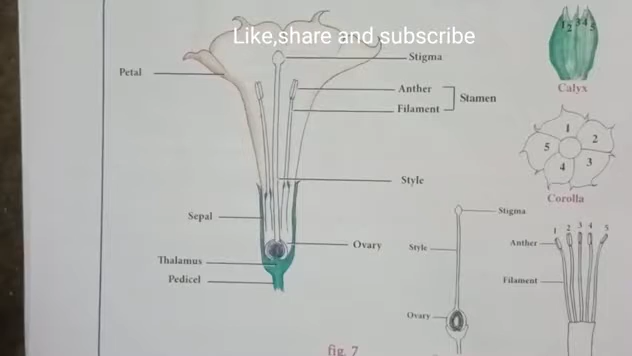 Like,share and subscribe
Petal
Stigma
Anther
Filament
Stamen
Style
Sepal
Ovary
Thalamus
Pedicel
fig. 7
1 2 3 4 5
Calyx
1
2
3
4
5
Corolla
Stigma
Style
Ovary
1 2 3 4 5
Anther
Filament